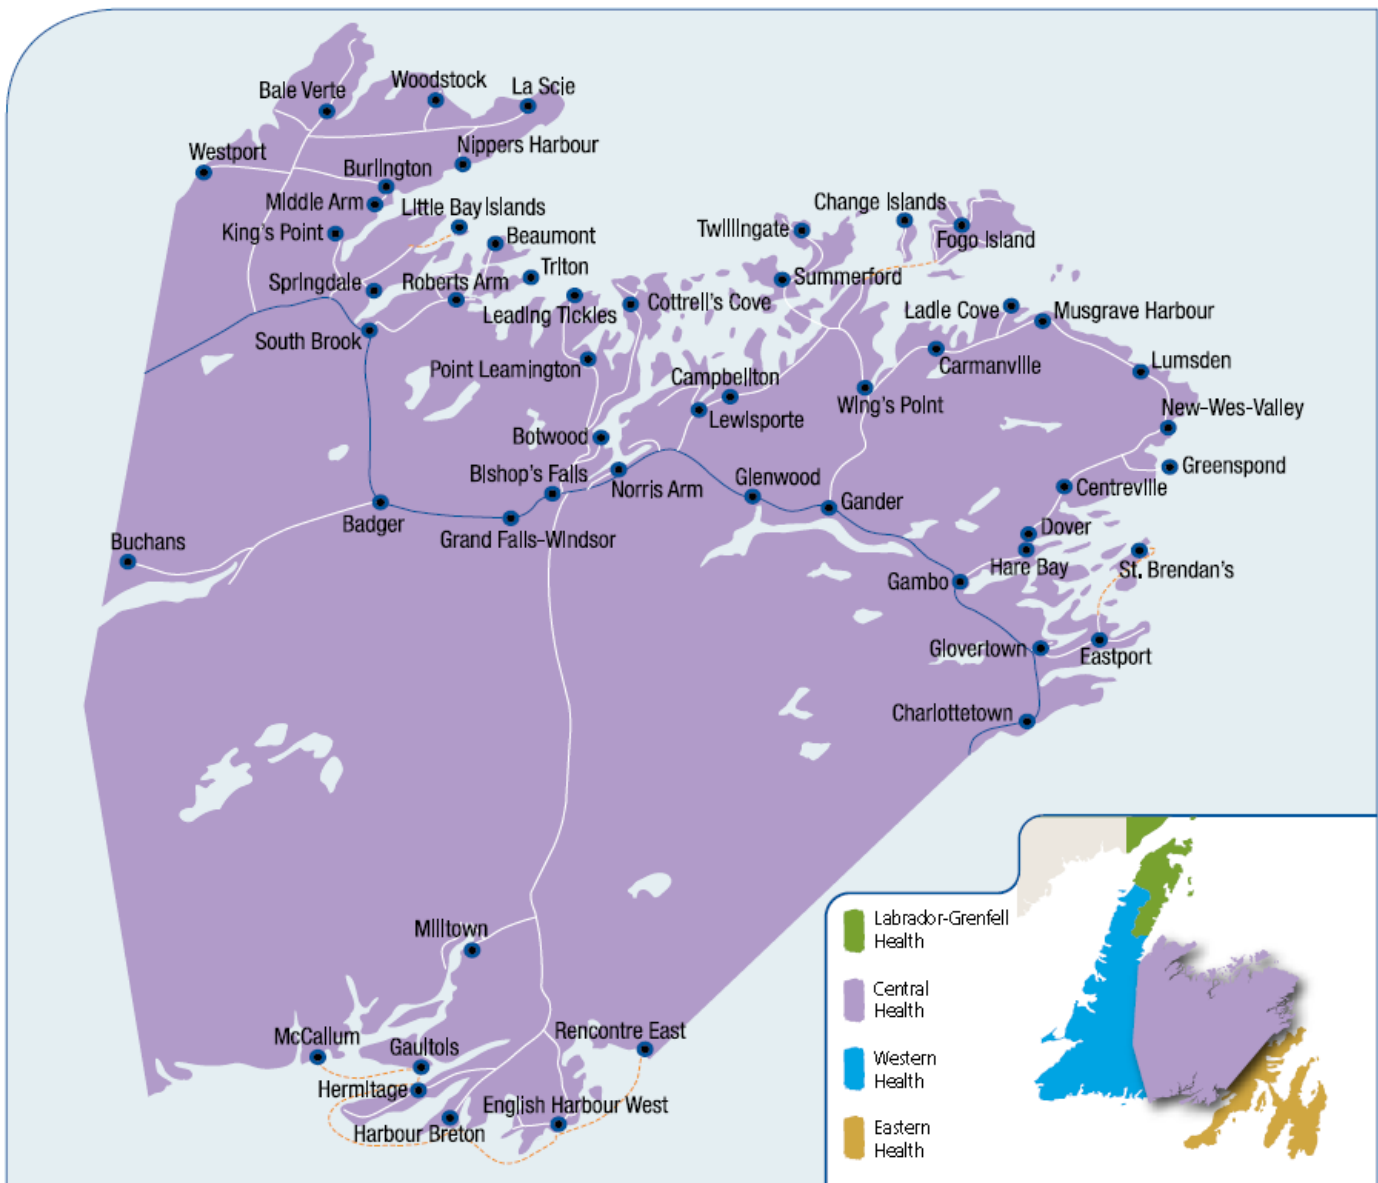 Baie Verte
Woodstock
La Scie
Westport
Nippers Harbour
Burlington
Middle Arm
Little Bay Islands
King's Point
Beaumont
Change Islands
Twillingate
Fogo Island
Springdale
Roberts Arm
Triton
Summerford
Leading Tickles
Cottrell's Cove
Ladle Cove
Musgrave Harbour
South Brook
Point Leamington
Campbellton
Carmanville
Lumsden
Lewisporte
Wing's Point
New-Wes-Valley
Botwood
Bishop's Falls
Norris Arm
Glenwood
Greenspond
Centreville
Gander
Badger
Grand Falls-Windsor
Dover
Buchans
Hare Bay
St. Brendan's
Gambo
Glovertown
Eastport
Charlottetown
Milltown
McCallum
Gaultois
Rencontre East
Hermitage
English Harbour West
Harbour Breton
Labrador-Grenfell
Health
Central
Health
Western
Health
Eastern
Health